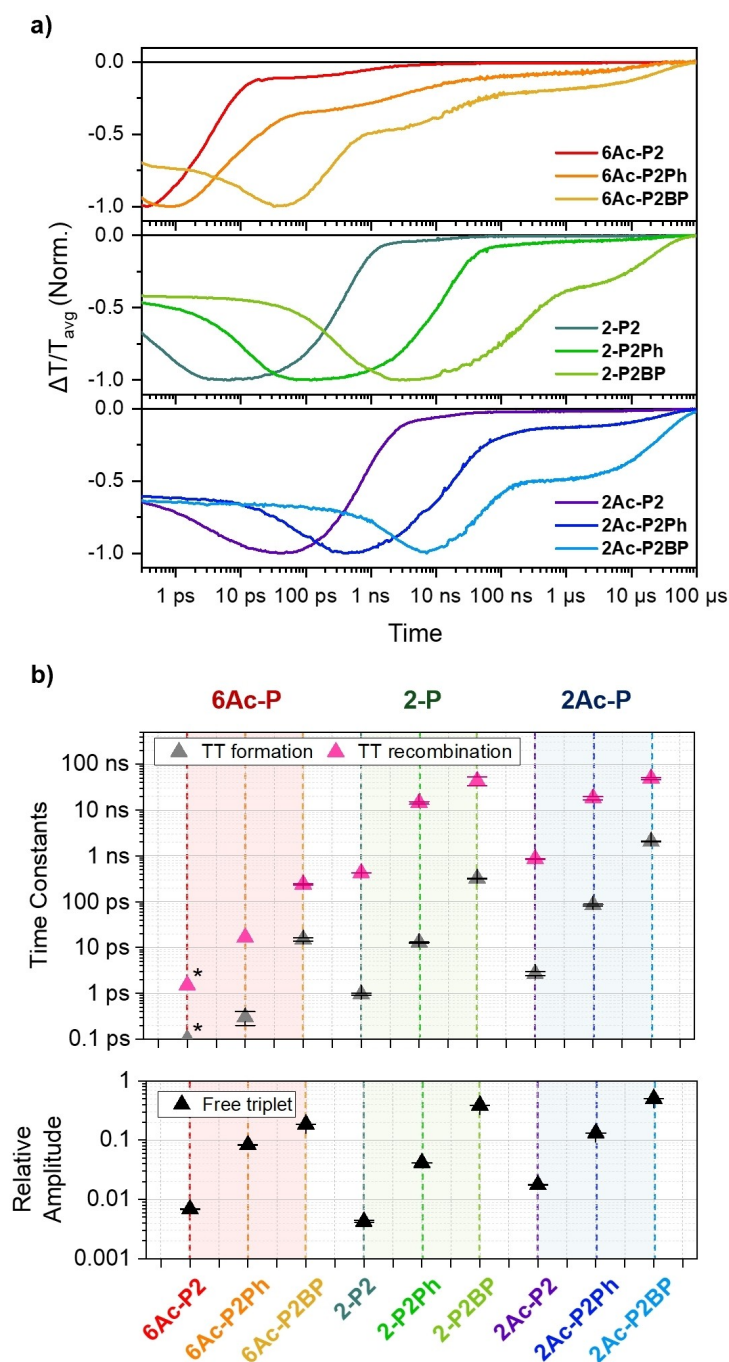 a)
0.0
-0.5
-1.0
6Ac-P2
6Ac-P2Ph
6Ac-P2BP
0.0
-0.5
-1.0
2-P2
2-P2Ph
2-P2BP
0.0
-0.5
-1.0
2Ac-P2
2Ac-P2Ph
2Ac-P2BP
ΔT/Tavg (Norm.)
1 ps 10 ps 100 ps 1 ns 10 ns 100 ns 1 µs 10 µs 100 µs
Time
b)
6Ac-P 2-P 2Ac-P
TT formation TT recombination
100 ns
10 ns
1 ns
100 ps
10 ps
1 ps
0.1 ps
*
*
Time Constants
Free triplet
1
0.1
0.01
0.001
Relative
Amplitude
6Ac-P2
6Ac-P2Ph
6Ac-P2BP
2-P2
2-P2Ph
2-P2BP
2Ac-P2
2Ac-P2Ph
2Ac-P2BP